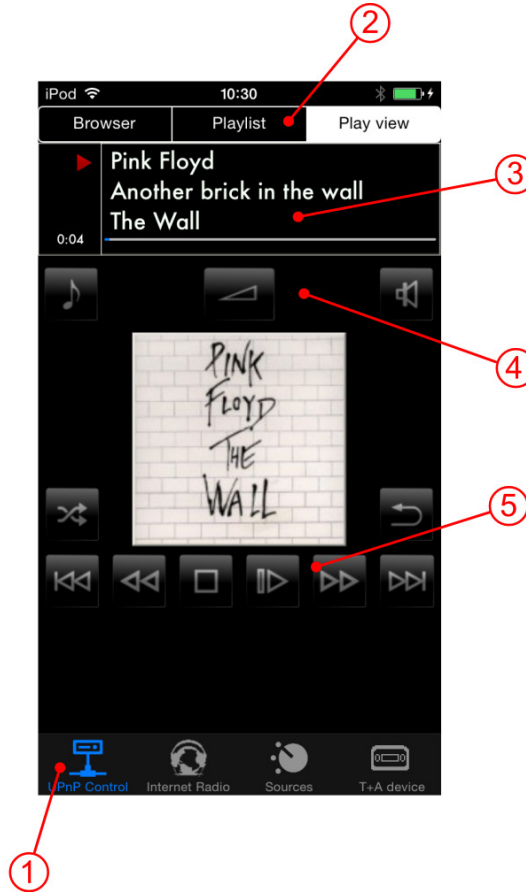 2
iPod 10:30
Browser Playlist Play view
Pink Floyd
Another brick in the wall
The Wall
0:04
3
4
PINK
FLOYD
THE
WALL
5
UPnP Control Internet Radio Sources T+A device
1